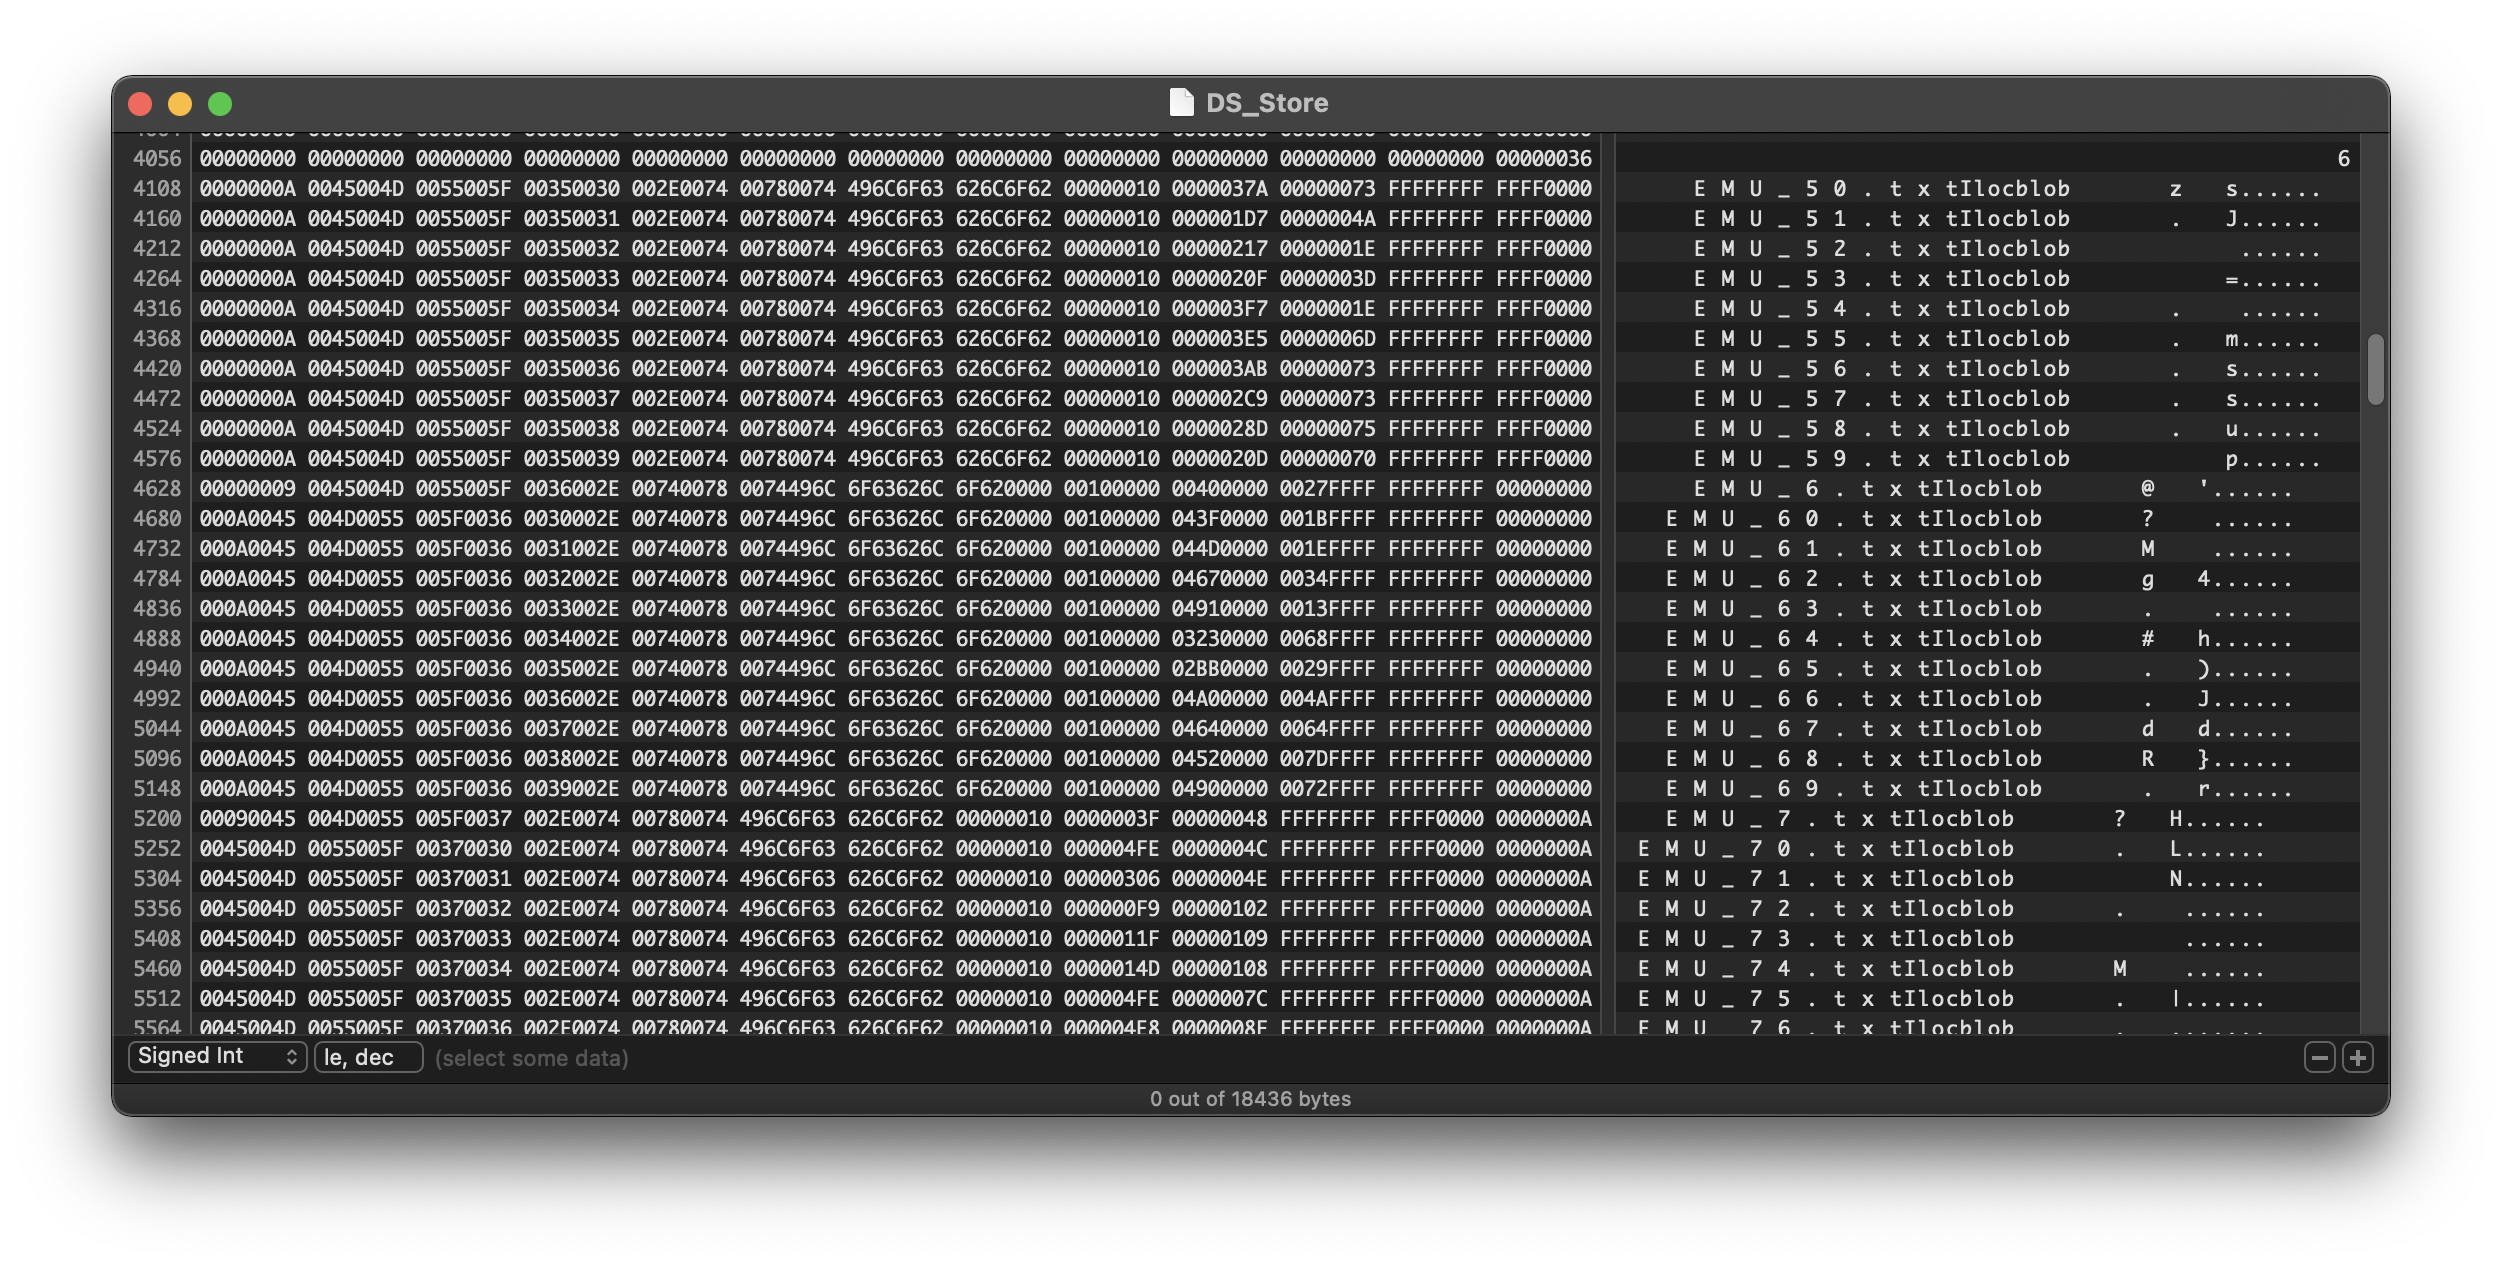 DS_Store
4056 00000000 00000000 00000000 00000000 00000000 00000000 00000000 00000000 00000000 00000000 00000000 00000000 00000036 6
4108 0000000A 0045004D 0055005F 00350030 002E0074 00780074 496C6F63 626C6F62 00000010 0000037A 00000073 FFFFFFFF FFFF0000 E M U _ 5 0 . t x tIlocblob z s......
4160 0000000A 0045004D 0055005F 00350031 002E0074 00780074 496C6F63 626C6F62 00000010 000001D7 0000004A FFFFFFFF FFFF0000 E M U _ 5 1 . t x tIlocblob . J......
4212 0000000A 0045004D 0055005F 00350032 002E0074 00780074 496C6F63 626C6F62 00000010 00000217 0000001E FFFFFFFF FFFF0000 E M U _ 5 2 . t x tIlocblob ......
4264 0000000A 0045004D 0055005F 00350033 002E0074 00780074 496C6F63 626C6F62 00000010 0000020F 0000003D FFFFFFFF FFFF0000 E M U _ 5 3 . t x tIlocblob =......
4316 0000000A 0045004D 0055005F 00350034 002E0074 00780074 496C6F63 626C6F62 00000010 000003F7 0000001E FFFFFFFF FFFF0000 E M U _ 5 4 . t x tIlocblob . ......
4368 0000000A 0045004D 0055005F 00350035 002E0074 00780074 496C6F63 626C6F62 00000010 000003E5 0000006D FFFFFFFF FFFF0000 E M U _ 5 5 . t x tIlocblob . m......
4420 0000000A 0045004D 0055005F 00350036 002E0074 00780074 496C6F63 626C6F62 00000010 000003AB 00000073 FFFFFFFF FFFF0000 E M U _ 5 6 . t x tIlocblob . s......
4472 0000000A 0045004D 0055005F 00350037 002E0074 00780074 496C6F63 626C6F62 00000010 000002C9 00000073 FFFFFFFF FFFF0000 E M U _ 5 7 . t x tIlocblob . s......
4524 0000000A 0045004D 0055005F 00350038 002E0074 00780074 496C6F63 626C6F62 00000010 0000028D 00000075 FFFFFFFF FFFF0000 E M U _ 5 8 . t x tIlocblob . u......
4576 0000000A 0045004D 0055005F 00350039 002E0074 00780074 496C6F63 626C6F62 00000010 0000020D 00000070 FFFFFFFF FFFF0000 E M U _ 5 9 . t x tIlocblob p......
4628 00000009 0045004D 0055005F 0036002E 00740078 0074496C 6F63626C 6F620000 00100000 00400000 0027FFFF FFFFFFFF 00000000 E M U _ 6 . t x tIlocblob @ '......
4680 000A0045 004D0055 005F0036 0030002E 00740078 0074496C 6F63626C 6F620000 00100000 043F0000 001BFFFF FFFFFFFF 00000000 E M U _ 6 0 . t x tIlocblob ? ......
4732 000A0045 004D0055 005F0036 0031002E 00740078 0074496C 6F63626C 6F620000 00100000 044D0000 001EFFFF FFFFFFFF 00000000 E M U _ 6 1 . t x tIlocblob M ......
4784 000A0045 004D0055 005F0036 0032002E 00740078 0074496C 6F63626C 6F620000 00100000 04670000 0034FFFF FFFFFFFF 00000000 E M U _ 6 2 . t x tIlocblob g 4......
4836 000A0045 004D0055 005F0036 0033002E 00740078 0074496C 6F63626C 6F620000 00100000 04910000 0013FFFF FFFFFFFF 00000000 E M U _ 6 3 . t x tIlocblob . ......
4888 000A0045 004D0055 005F0036 0034002E 00740078 0074496C 6F63626C 6F620000 00100000 03230000 0068FFFF FFFFFFFF 00000000 E M U _ 6 4 . t x tIlocblob # h......
4940 000A0045 004D0055 005F0036 0035002E 00740078 0074496C 6F63626C 6F620000 00100000 02BB0000 0029FFFF FFFFFFFF 00000000 E M U _ 6 5 . t x tIlocblob . )......
4992 000A0045 004D0055 005F0036 0036002E 00740078 0074496C 6F63626C 6F620000 00100000 04A00000 004AFFFF FFFFFFFF 00000000 E M U _ 6 6 . t x tIlocblob . J......
5044 000A0045 004D0055 005F0036 0037002E 00740078 0074496C 6F63626C 6F620000 00100000 04640000 0064FFFF FFFFFFFF 00000000 E M U _ 6 7 . t x tIlocblob d d......
5096 000A0045 004D0055 005F0036 0038002E 00740078 0074496C 6F63626C 6F620000 00100000 04520000 007DFFFF FFFFFFFF 00000000 E M U _ 6 8 . t x tIlocblob R }......
5148 000A0045 004D0055 005F0036 0039002E 00740078 0074496C 6F63626C 6F620000 00100000 04900000 0072FFFF FFFFFFFF 00000000 E M U _ 6 9 . t x tIlocblob . r......
5200 00090045 004D0055 005F0037 002E0074 00780074 496C6F63 626C6F62 00000010 0000003F 00000048 FFFFFFFF FFFF0000 0000000A E M U _ 7 . t x tIlocblob ? H......
5252 0045004D 0055005F 00370030 002E0074 00780074 496C6F63 626C6F62 00000010 000004FE 0000004C FFFFFFFF FFFF0000 0000000A E M U _ 7 0 . t x tIlocblob . L......
5304 0045004D 0055005F 00370031 002E0074 00780074 496C6F63 626C6F62 00000010 00000306 0000004E FFFFFFFF FFFF0000 0000000A E M U _ 7 1 . t x tIlocblob N......
5356 0045004D 0055005F 00370032 002E0074 00780074 496C6F63 626C6F62 00000010 000000F9 00000102 FFFFFFFF FFFF0000 0000000A E M U _ 7 2 . t x tIlocblob . ......
5408 0045004D 0055005F 00370033 002E0074 00780074 496C6F63 626C6F62 00000010 0000011F 00000109 FFFFFFFF FFFF0000 0000000A E M U _ 7 3 . t x tIlocblob ......
5460 0045004D 0055005F 00370034 002E0074 00780074 496C6F63 626C6F62 00000010 0000014D 00000108 FFFFFFFF FFFF0000 0000000A E M U _ 7 4 . t x tIlocblob M ......
5512 0045004D 0055005F 00370035 002E0074 00780074 496C6F63 626C6F62 00000010 000004FE 0000007C FFFFFFFF FFFF0000 0000000A E M U _ 7 5 . t x tIlocblob . |......
5564 0045004D 0055005F 00370036 002E0074 00780074 496C6F63 626C6F62 00000010 000004E8 0000008F FFFFFFFF FFFF0000 0000000A E M U _ 7 6 . t x tIlocblob . .......
Signed Int le, dec (select some data)
0 out of 18436 bytes